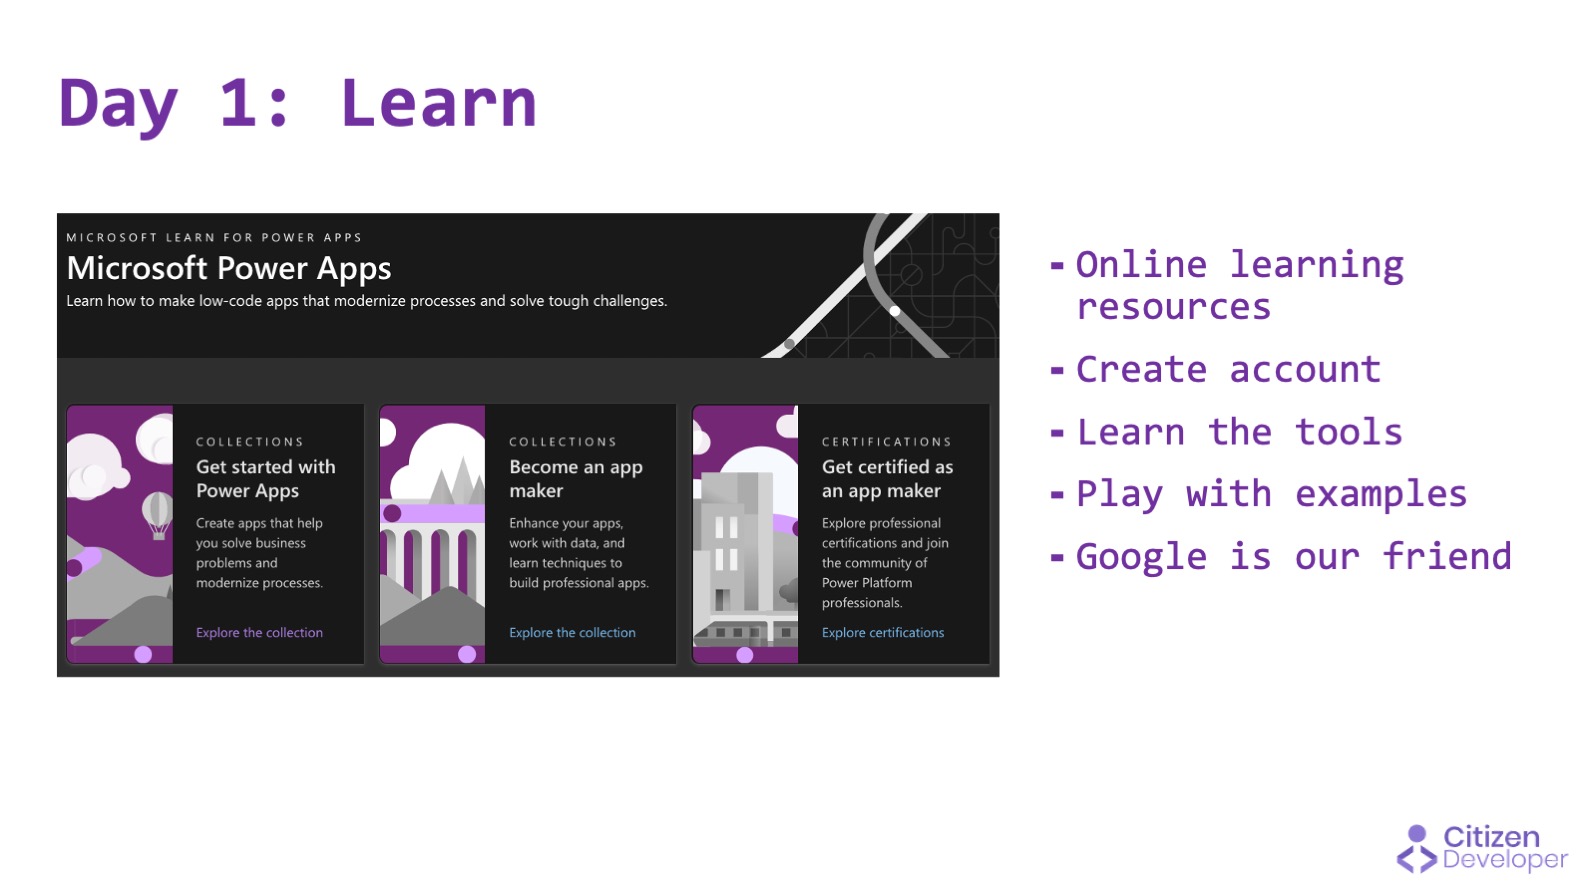 Day 1: Learn
MICROSOFT LEARN FOR POWER APPS
Microsoft Power Apps
Learn how to make low-code apps that modernize processes and solve tough challenges.
COLLECTIONS
Get started with
Power Apps
Create apps that help
you solve business
problems and
modernize processes.
Explore the collection
COLLECTIONS
Become an app
maker
Enhance your apps,
work with data, and
learn techniques to
build professional apps.
Explore the collection
CERTIFICATIONS
Get certified as
an app maker
Explore professional
certifications and join
the community of
Power Platform
professionals.
Explore certifications
- Online learning
resources
- Create account
- Learn the tools
- Play with examples
- Google is our friend
Citizen
Developer